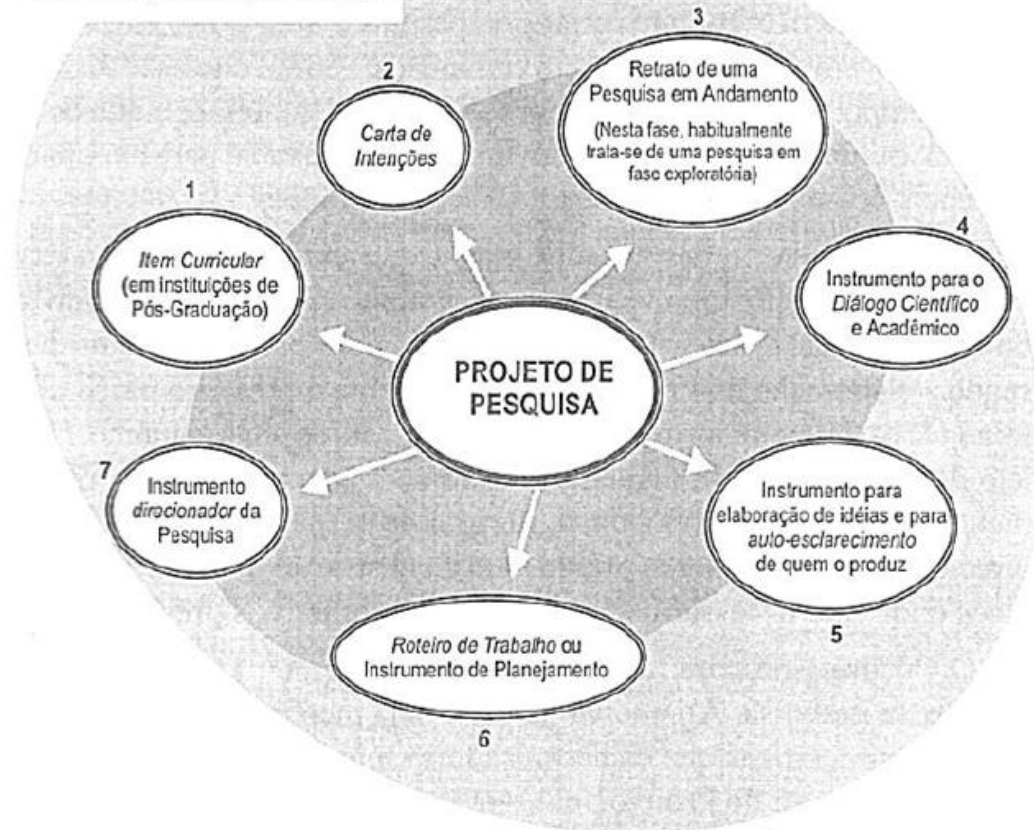 3
Retrato de uma
Pesquisa em Andamento
(Nesta fase, habitualmente
trata-se de uma pesquisa em
fase exploratória)
2
Carta de
Intenções
1
Item Curricular
(em instituições de
Pós-Graduação)
4
Instrumento para o
Diálogo Científico
e Acadêmico
PROJETO DE
PESQUISA
7
Instrumento
direcionador da
Pesquisa
Instrumento para
elaboração de idéias e para
auto-esclarecimento
de quem o produz
5
Roteiro de Trabalho ou
Instrumento de Planejamento
6